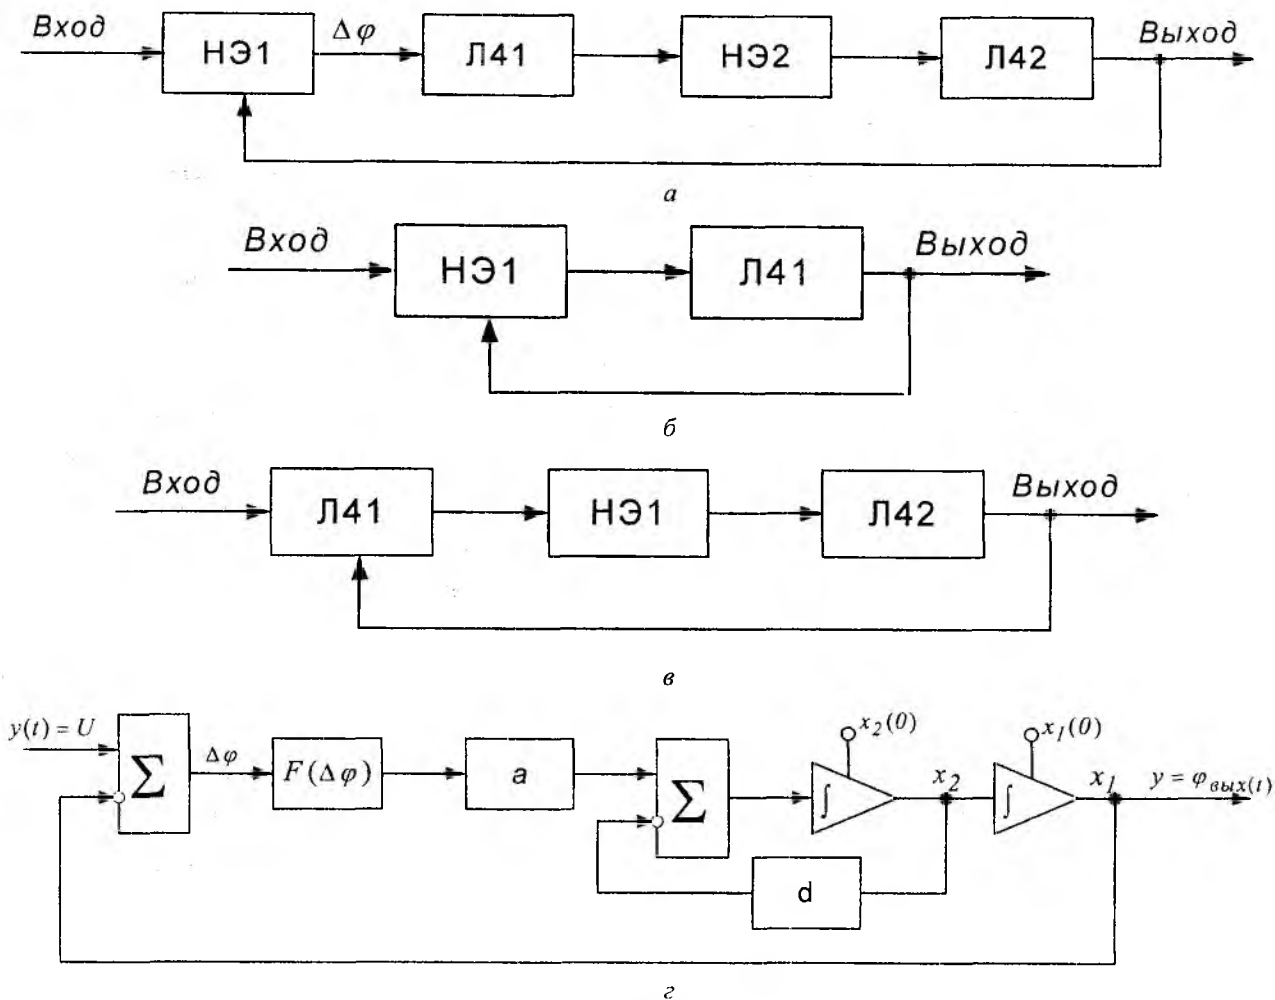 Вход
НЭ1
Δφ
Л41
НЭ2
Л42
Выход
а
Вход
НЭ1
Л41
Выход
б
Вход
Л41
НЭ1
Л42
Выход
в
y(t) = U
Σ
Δφ
F(Δφ)
a
Σ
∫
x₂(0)
x₂
∫
x₁(0)
x₁
y = φвых(t)
d
г